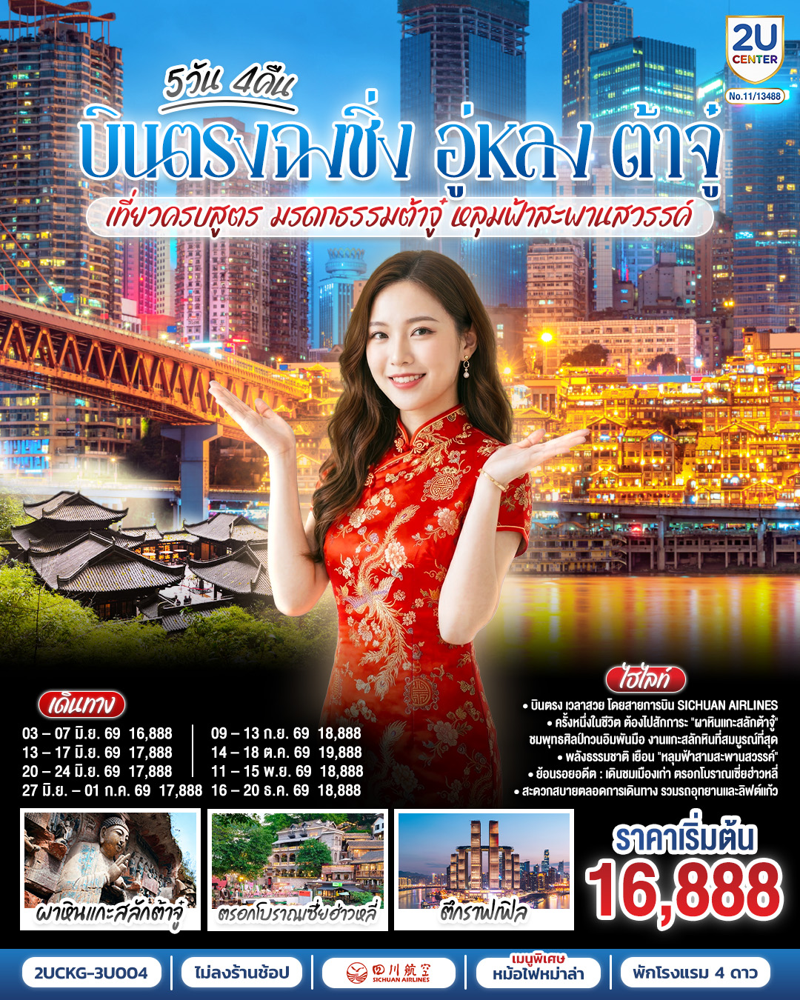 2U
CENTER
No.11/13488
5วัน 4คืน
บินตรงฉงชิ่ง อู่หลง ต้าจู๋
เที่ยวครบสูตร มรดกธรรมต้าจู๋ หลุมฟ้าสะพานสวรรค์
เดินทาง
03 – 07 มิ.ย. 69 16,888
13 – 17 มิ.ย. 69 17,888
20 – 24 มิ.ย. 69 17,888
27 มิ.ย. – 01 ก.ค. 69 17,888
09 – 13 ก.ย. 69 18,888
14 – 18 ต.ค. 69 19,888
11 – 15 พ.ย. 69 18,888
16 – 20 ธ.ค. 69 18,888
ไฮไลท์
• บินตรง เวลาสวย โดยสายการบิน SICHUAN AIRLINES
• ครั้งหนึ่งในชีวิต ต้องไปสักการะ "ผาหินแกะสลักต้าจู๋"
ชมพุทธศิลป์กวนอิมพันมือ งานแกะสลักหินที่สมบูรณ์ที่สุด
• พลังธรรมชาติ เยือน "หลุมฟ้าสามสะพานสวรรค์"
• ย้อนรอยอดีต : เดินชมเมืองเก่า ตรอกโบราณเซี่ยฮ่าวหลี่
• สะดวกสบายตลอดการเดินทาง รวมรถอุทยานและลิฟต์แก้ว
ผาหินแกะสลักต้าจู๋
ตรอกโบราณเซี่ยฮ่าวหลี่
ตึกราฟเฟิล
ราคาเริ่มต้น
16,888
2UCKG-3U004
ไม่ลงร้านช้อป
四川航空
SICHUAN AIRLINES
เมนูพิเศษ
หม้อไฟหม่าล่า
พักโรงแรม 4 ดาว